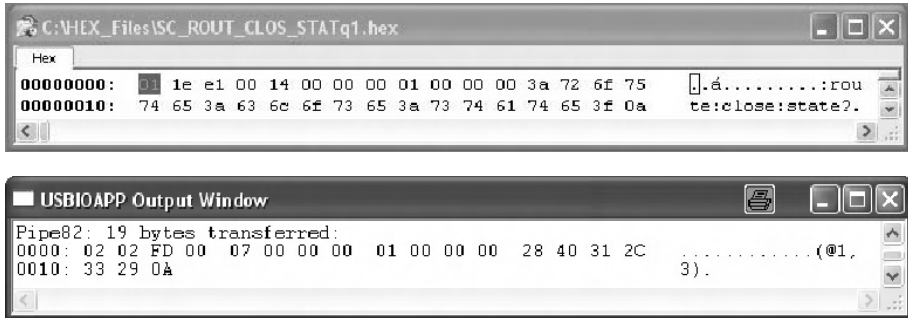 C:\HEX_Files\SC_ROUT_CLOS_STATq1.hex
Hex
00000000: 01 1e e1 00 14 00 00 00 01 00 00 00 3a 72 6f 75 ..á.........:rou
00000010: 74 65 3a 63 6c 6f 73 65 3a 73 74 61 74 65 3f 0a te:close:state?.
USBIOAPP Output Window
Pipe82: 19 bytes transferred:
0000: 02 02 FD 00 07 00 00 00 01 00 00 00 28 40 31 2C ............(@1,
0010: 33 29 0A 3).